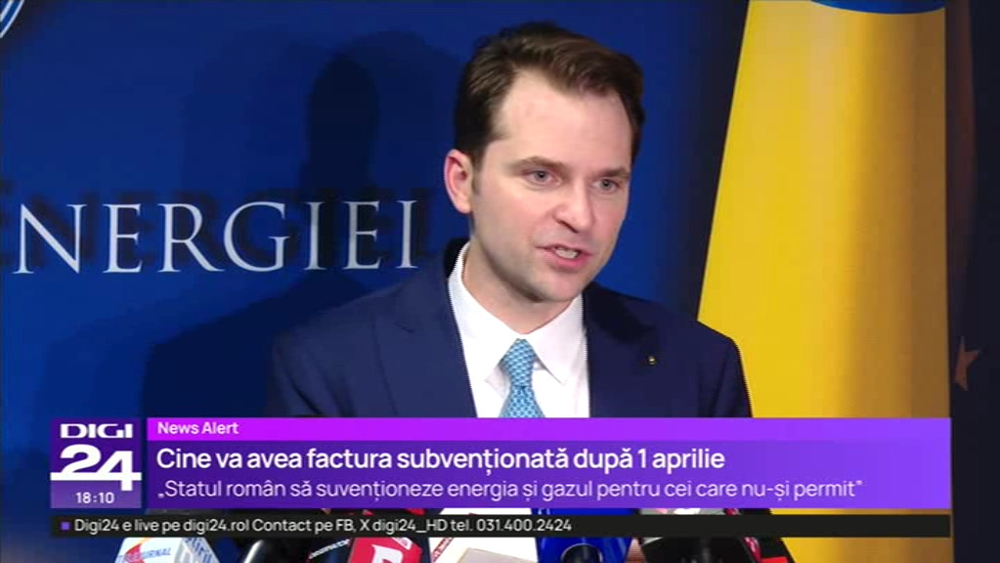 NERGIEI
DIGI
24
18:10
News Alert
Cine va avea factura subvenționată după 1 aprilie
„Statul român să suvenționeze energia și gazul pentru cei care nu-și permit”
Digi24 e live pe digi24.ro! Contact pe FB, X digi24_HD tel. 031.400.2424